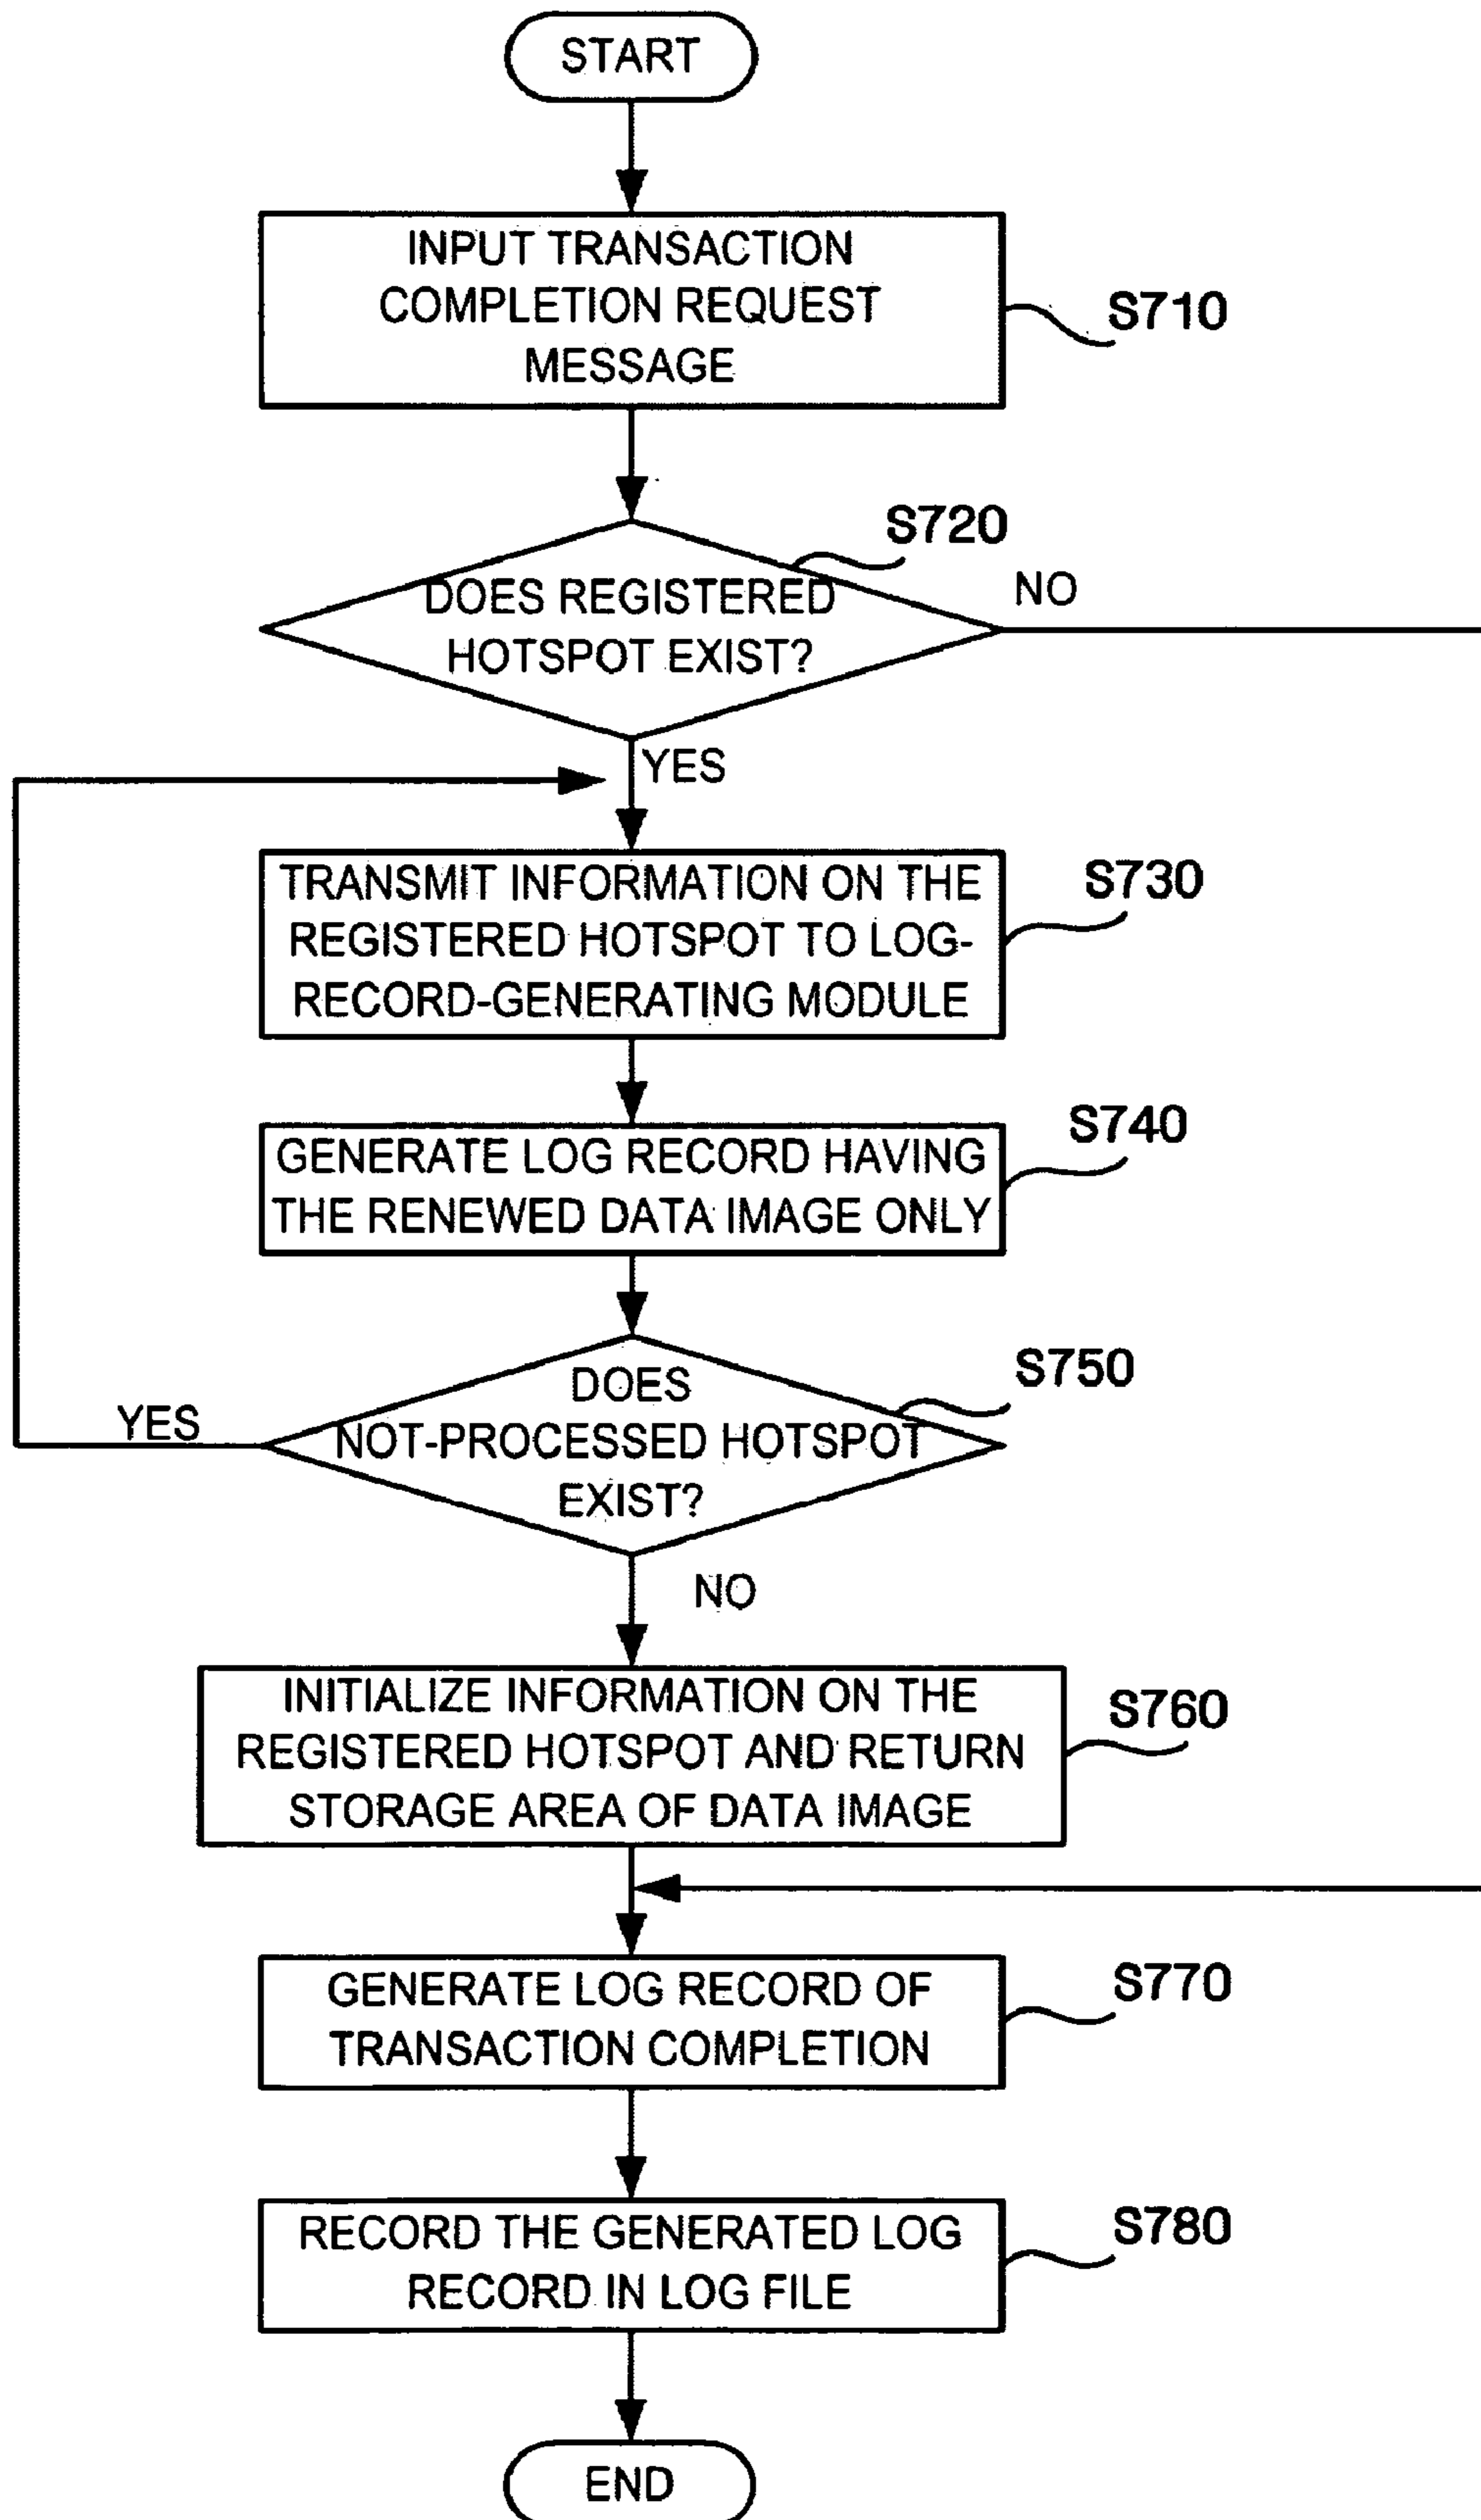 START
INPUT TRANSACTION
COMPLETION REQUEST
MESSAGE
S710
S720
DOES REGISTERED
HOTSPOT EXIST?
NO
YES
TRANSMIT INFORMATION ON THE
REGISTERED HOTSPOT TO LOG-
RECORD-GENERATING MODULE
S730
GENERATE LOG RECORD HAVING
THE RENEWED DATA IMAGE ONLY
S740
DOES
NOT-PROCESSED HOTSPOT
EXIST?
S750
YES
NO
INITIALIZE INFORMATION ON THE
REGISTERED HOTSPOT AND RETURN
STORAGE AREA OF DATA IMAGE
S760
GENERATE LOG RECORD OF
TRANSACTION COMPLETION
S770
RECORD THE GENERATED LOG
RECORD IN LOG FILE
S780
END